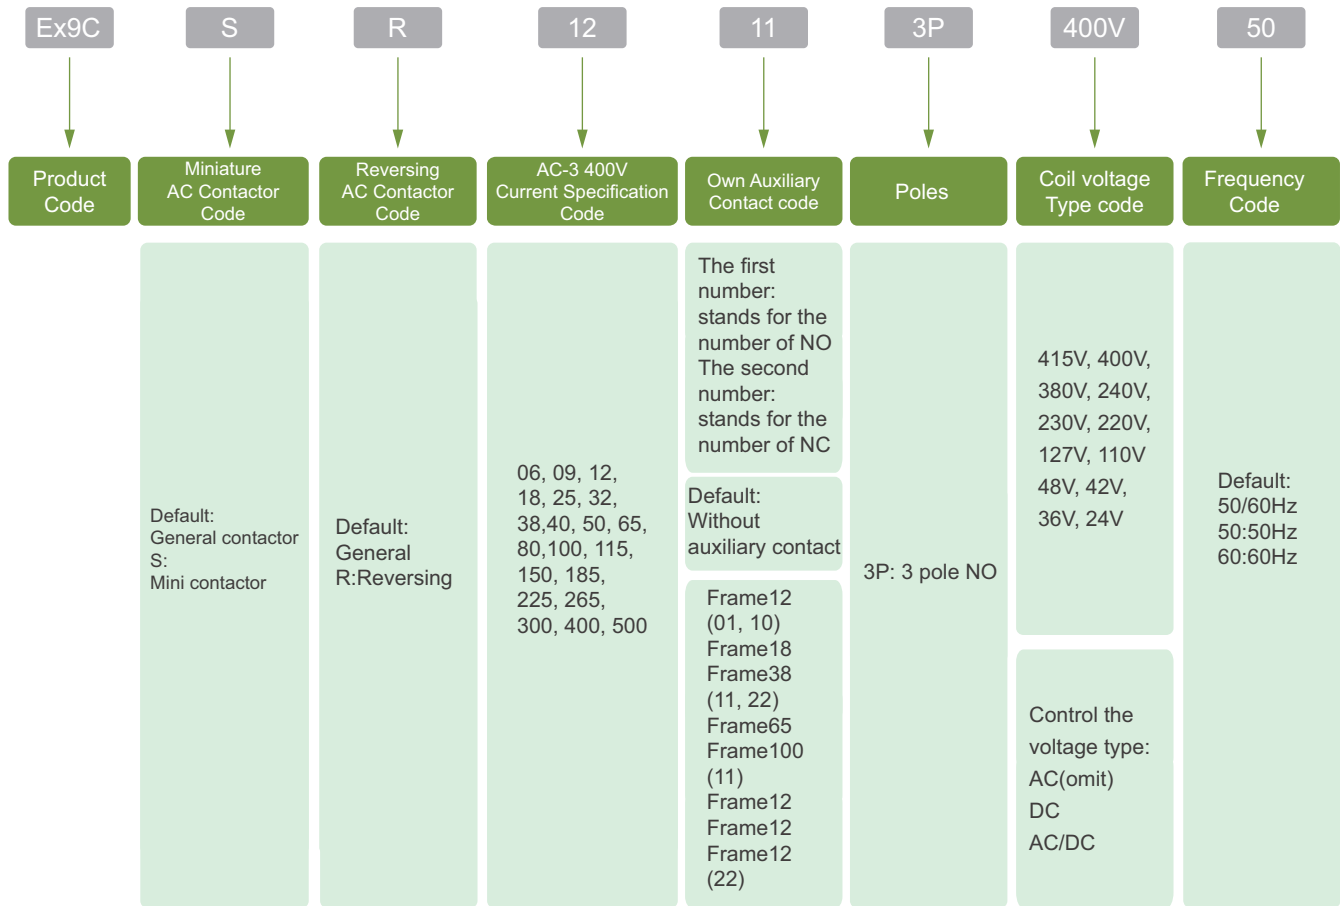 Ex9C
S
R
12
11
3P
400V
50
Product
Code
Miniature
AC Contactor
Code
Reversing
AC Contactor
Code
AC-3 400V
Current Specification
Code
Own Auxiliary
Contact code
Poles
Coil voltage
Type code
Frequency
Code
Default:
General contactor
S:
Mini contactor
Default:
General
R:Reversing
06, 09, 12,
18, 25, 32,
38,40, 50, 65,
80,100, 115,
150, 185,
225, 265,
300, 400, 500
The first
number:
stands for the
number of NO
The second
number:
stands for the
number of NC
Default:
Without
auxiliary contact
Frame12
(01, 10)
Frame18
Frame38
(11, 22)
Frame65
Frame100
(11)
Frame12
Frame12
Frame12
(22)
3P: 3 pole NO
415V, 400V,
380V, 240V,
230V, 220V,
127V, 110V
48V, 42V,
36V, 24V
Control the
voltage type:
AC(omit)
DC
AC/DC
Default:
50/60Hz
50:50Hz
60:60Hz